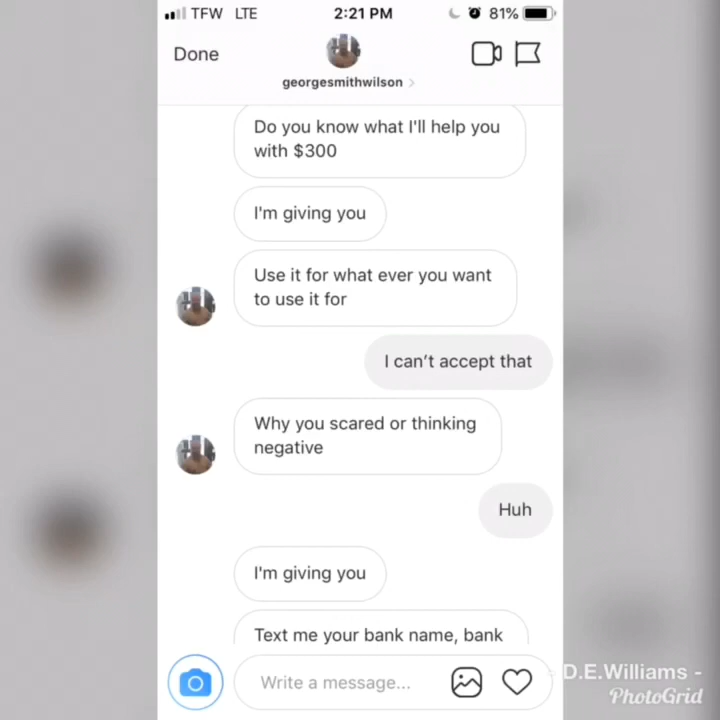 TFW LTE 2:21 PM 81%
Done
georgesmithwilson
Do you know what I'll help you
with $300
I'm giving you
Use it for what ever you want
to use it for
I can't accept that
Why you scared or thinking
negative
Huh
I'm giving you
Text me your bank name, bank
Write a message...
D.E.Williams -
PhotoGrid